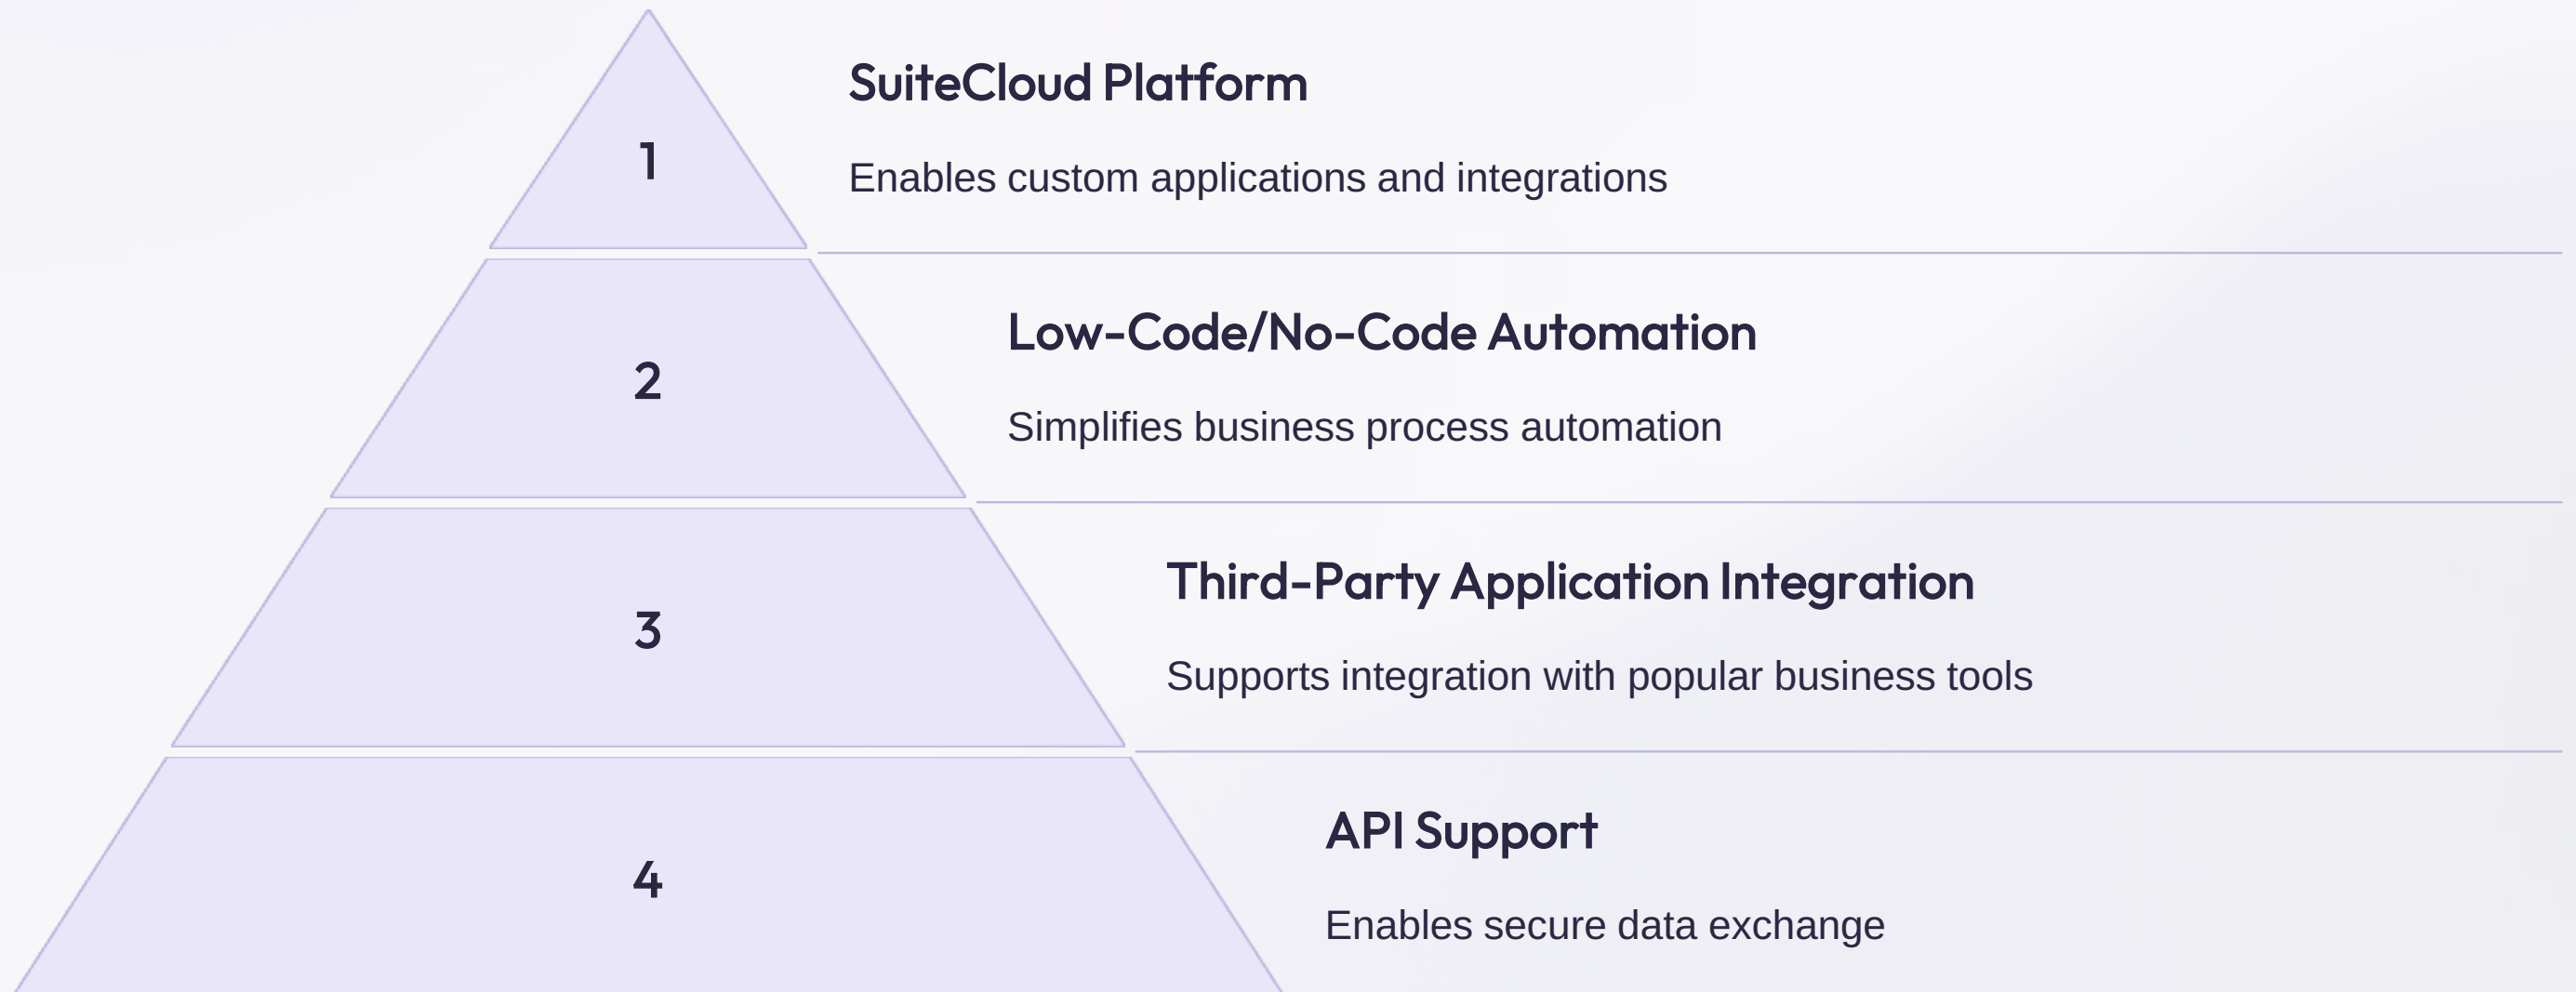 1
SuiteCloud Platform
Enables custom applications and integrations
2
Low-Code/No-Code Automation
Simplifies business process automation
3
Third-Party Application Integration
Supports integration with popular business tools
4
API Support
Enables secure data exchange